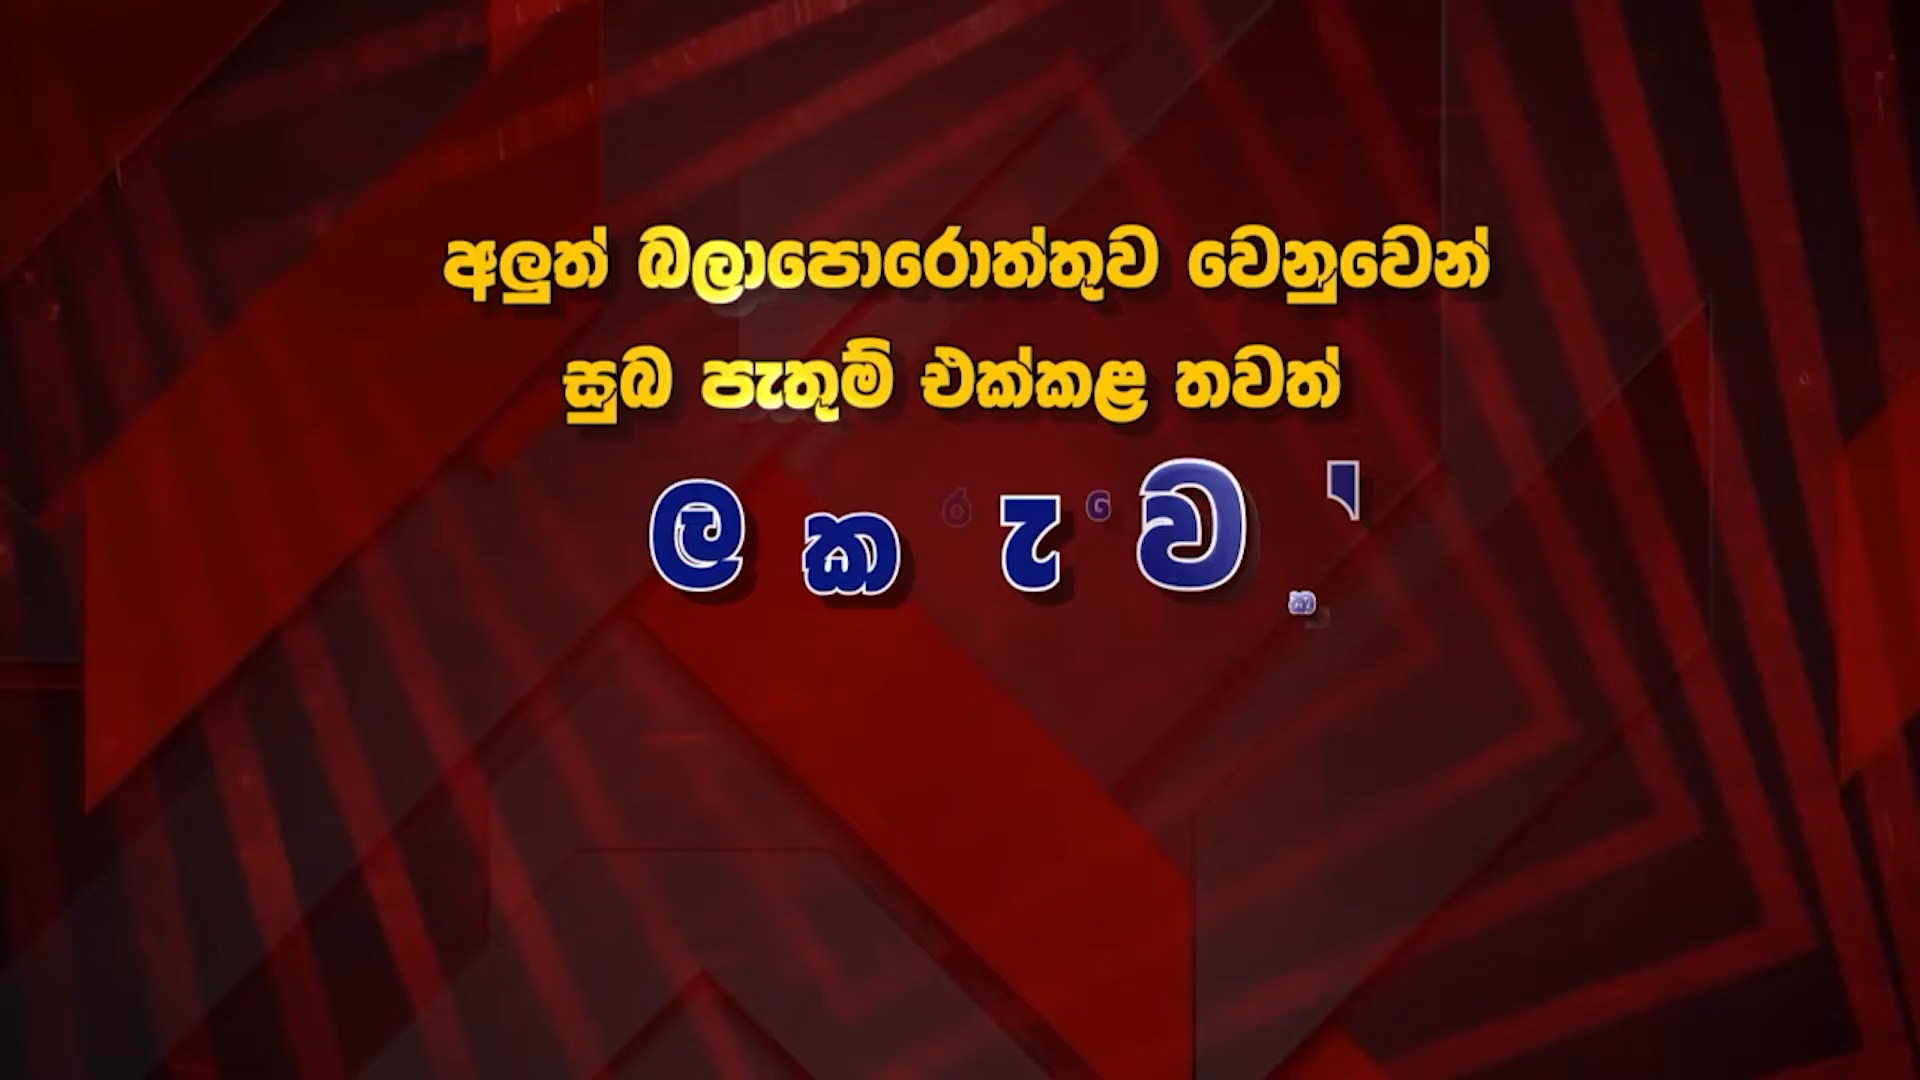 අලුත් බලාපොරොත්තුව වෙනුවෙන්
සුබ පැතුම් එක්කළ තවත්